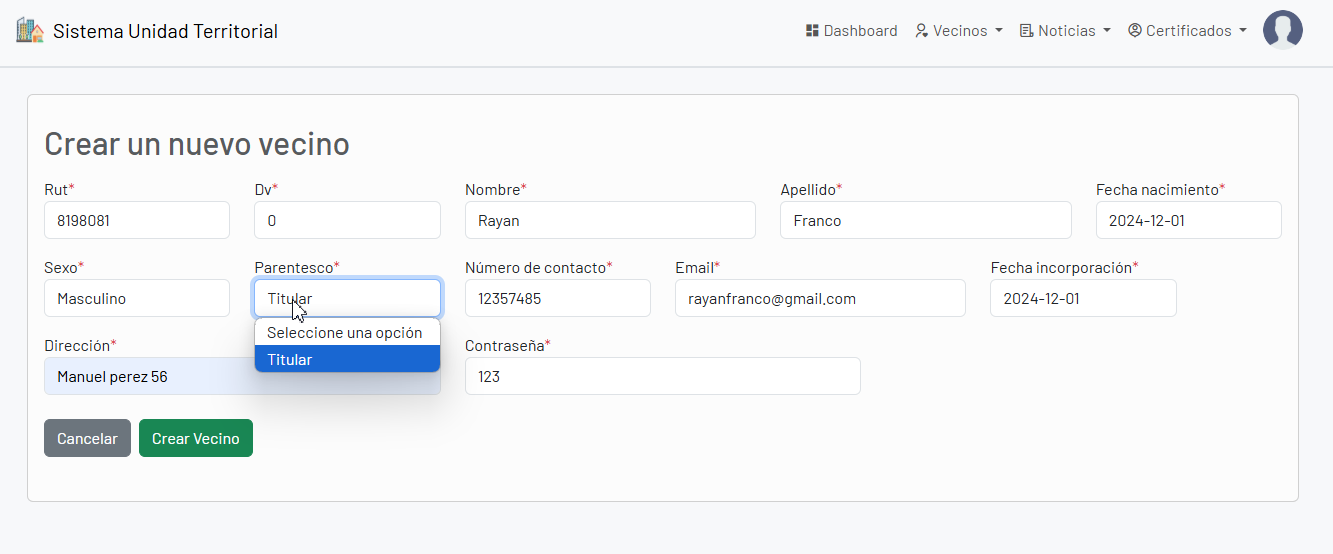 Sistema Unidad Territorial
Dashboard Vecinos Noticias Certificados
Crear un nuevo vecino
Rut* Dv* Nombre* Apellido* Fecha nacimiento*
8198081 0 Rayan Franco 2024-12-01
Sexo* Parentesco* Número de contacto* Email* Fecha incorporación*
Masculino Titular 12357485 rayanfranco@gmail.com 2024-12-01
Seleccione una opción
Titular
Dirección* Contraseña*
Manuel perez 56 123
Cancelar Crear Vecino